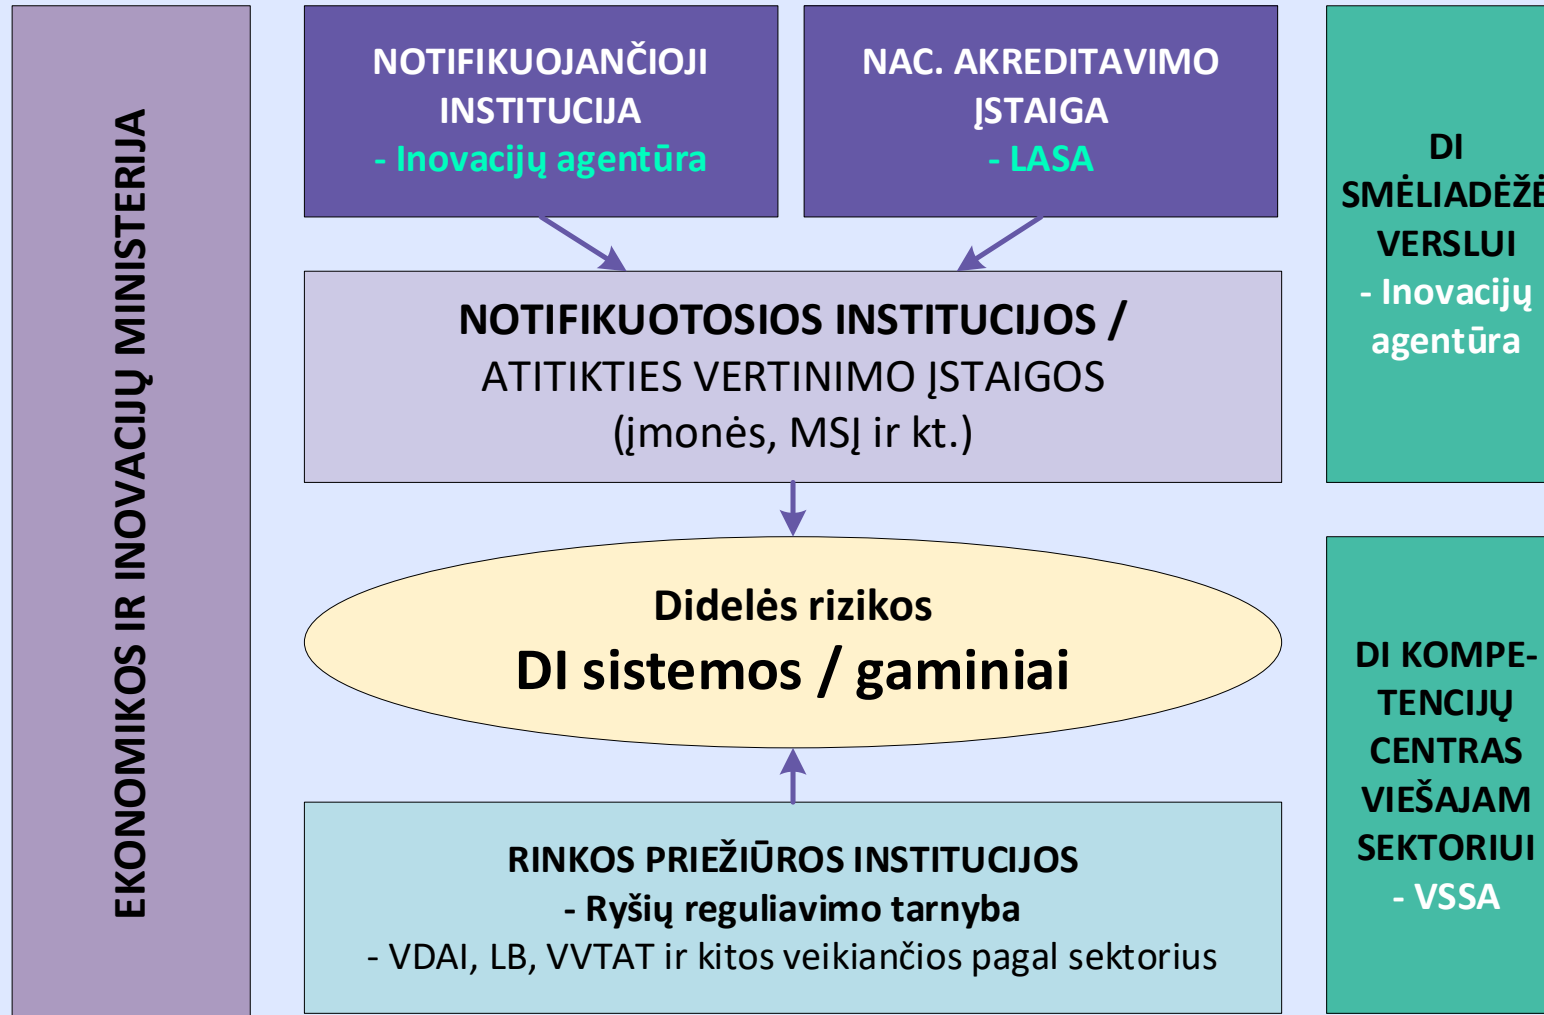 EKONOMIKOS IR INOVACIJŲ MINISTERIJA
NOTIFIKUOJANČIOJI
INSTITUCIJA
- Inovacijų agentūra
NAC. AKREDITAVIMO
ĮSTAIGA
- LASA
NOTIFIKUOTOSIOS INSTITUCIJOS /
ATITIKTIES VERTINIMO ĮSTAIGOS
(įmonės, MSĮ ir kt.)
Didelės rizikos
DI sistemos / gaminiai
RINKOS PRIEŽIŪROS INSTITUCIJOS
- Ryšių reguliavimo tarnyba
- VDAI, LB, VVTAT ir kitos veikiančios pagal sektorius
DI
SMĖLIADĖŽĖ
VERSLUI
- Inovacijų
agentūra
DI KOMPE-
TENCIJŲ
CENTRAS
VIEŠAJAM
SEKTORIUI
- VSSA